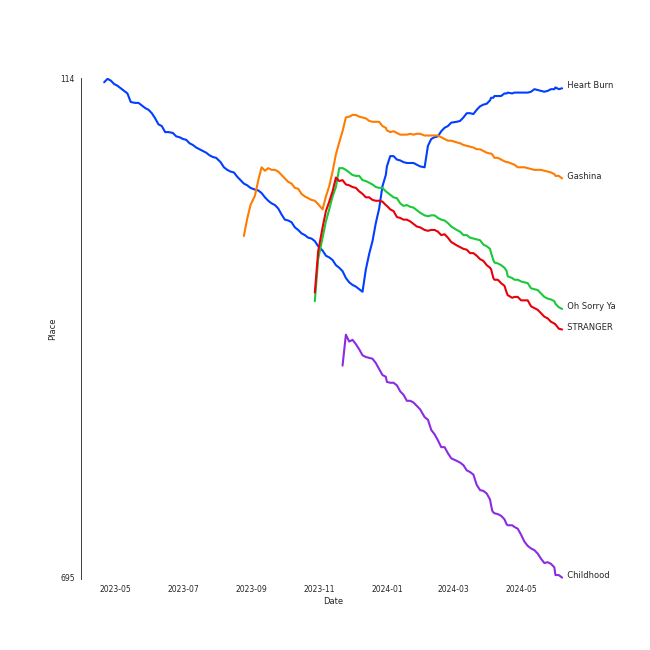 114
Heart Burn
Gashina
Oh Sorry Ya
STRANGER
Place
Childhood
695
2023-05 2023-07 2023-09 2023-11 2024-01 2024-03 2024-05
Date